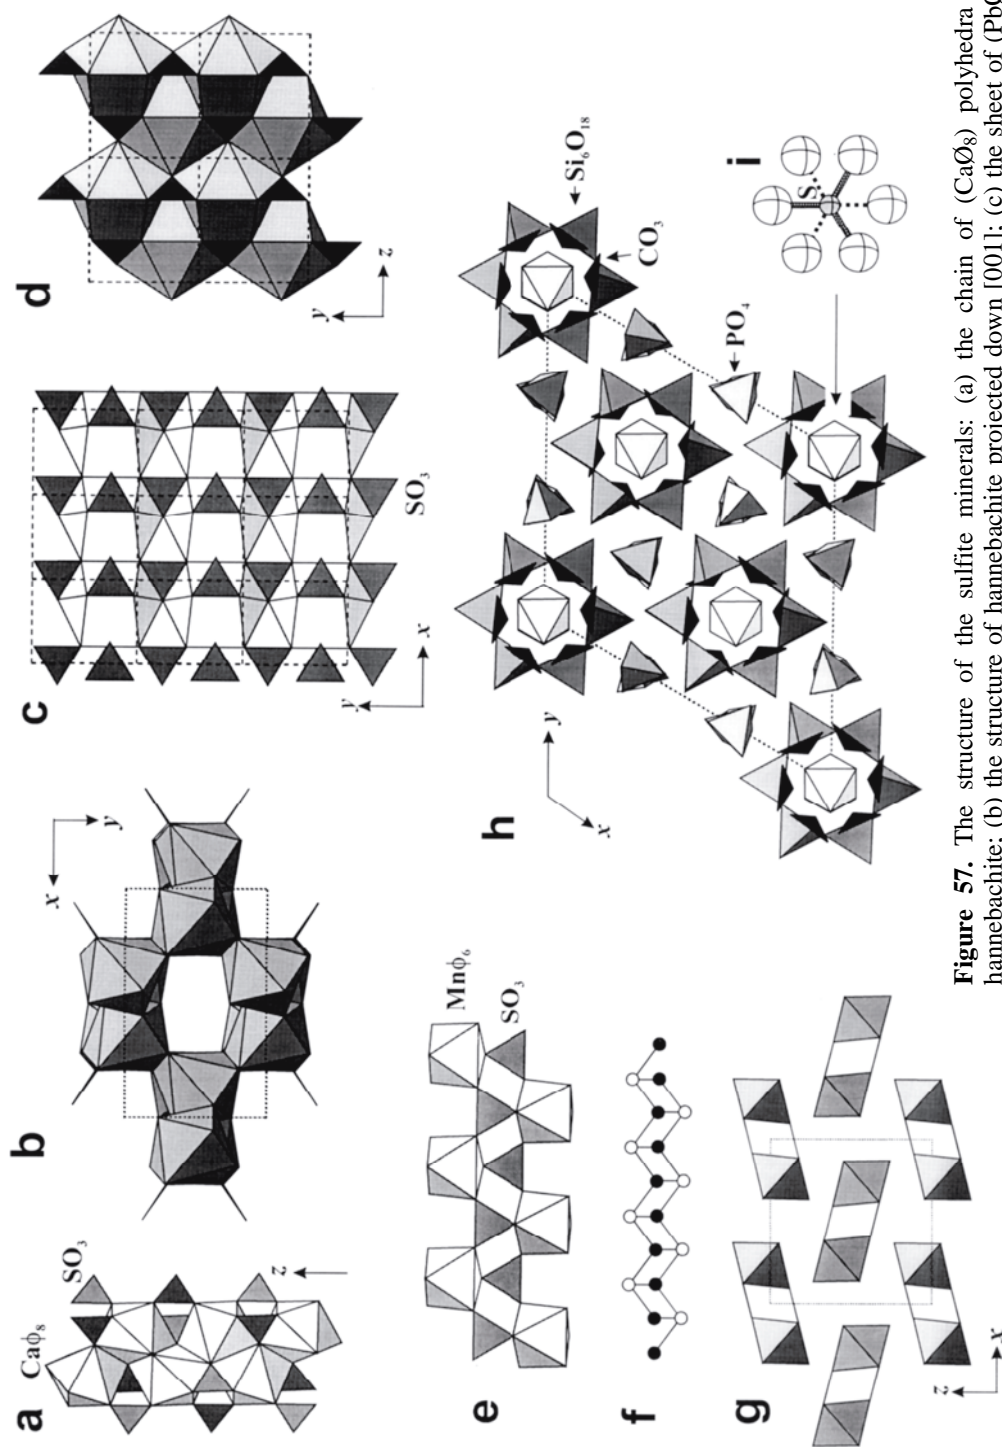 a
Caϕ₈
SO₃
z
b
x
y
c
y
x
SO₃
d
y
z
e
Mnϕ₆
SO₃
f
g
z
x
h
y
x
Si₆O₁₈
CO₃
PO₄
i
S
Figure 57. The structure of the sulfite minerals: (a) the chain of (CaØ₈) polyhedra
hannebachite; (b) the structure of hannebachite projected down [001]; (c) the sheet of